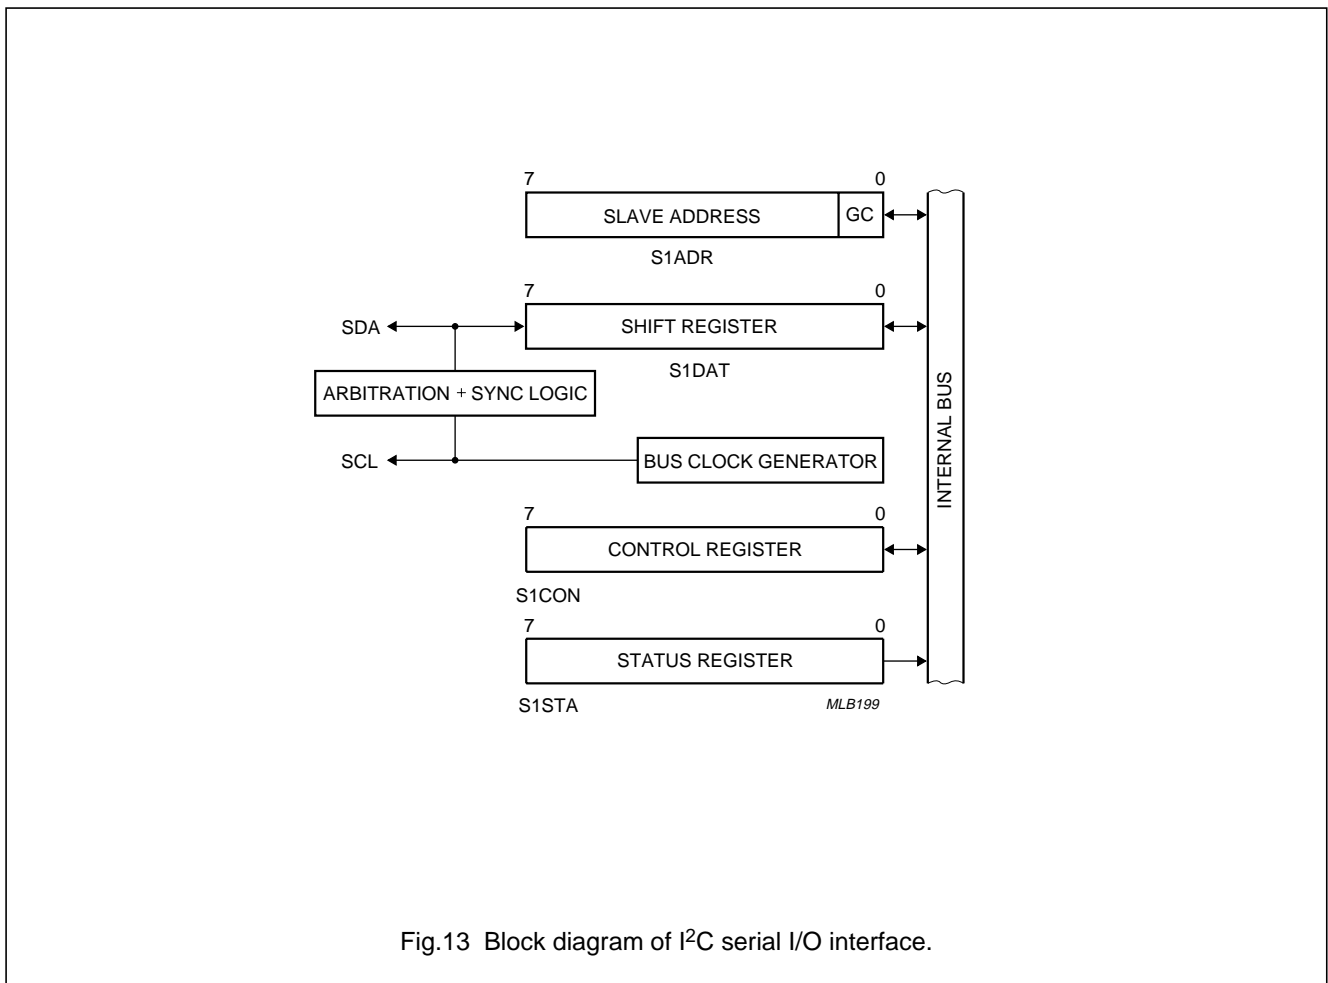 7 0
SLAVE ADDRESS GC
S1ADR
7 0
SDA SHIFT REGISTER
S1DAT
ARBITRATION + SYNC LOGIC
INTERNAL BUS
SCL BUS CLOCK GENERATOR
7 0
CONTROL REGISTER
S1CON
7 0
STATUS REGISTER
S1STA MLB199
Fig.13 Block diagram of I²C serial I/O interface.